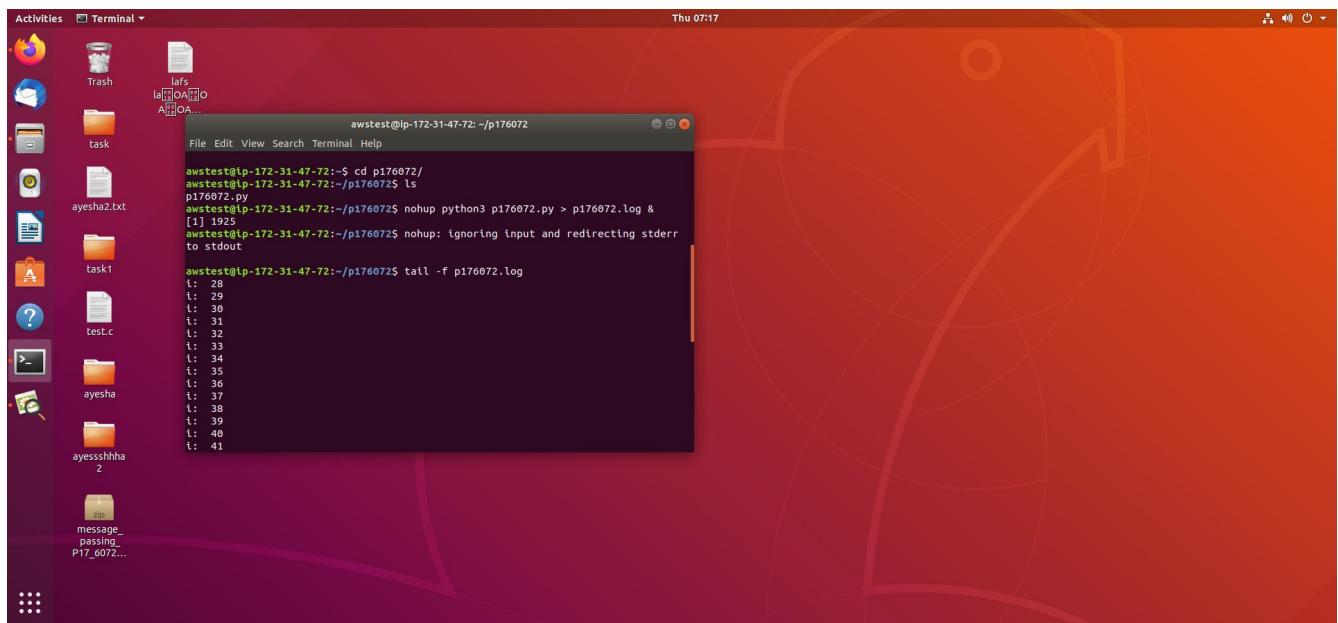 Activities Terminal Thu 07:17
Trash
lafs
task
ayesha2.txt
task1
test.c
ayesha
ayessshhha
2
zip
message_
passing_
P17_6072...
awstest@ip-172-31-47-72: ~/p176072
File Edit View Search Terminal Help
awstest@ip-172-31-47-72:~$ cd p176072/
awstest@ip-172-31-47-72:~/p176072$ ls
p176072.py
awstest@ip-172-31-47-72:~/p176072$ nohup python3 p176072.py > p176072.log &
[1] 1925
awstest@ip-172-31-47-72:~/p176072$ nohup: ignoring input and redirecting stderr
to stdout
awstest@ip-172-31-47-72:~/p176072$ tail -f p176072.log
i: 28
i: 29
i: 30
i: 31
i: 32
i: 33
i: 34
i: 35
i: 36
i: 37
i: 38
i: 39
i: 40
i: 41